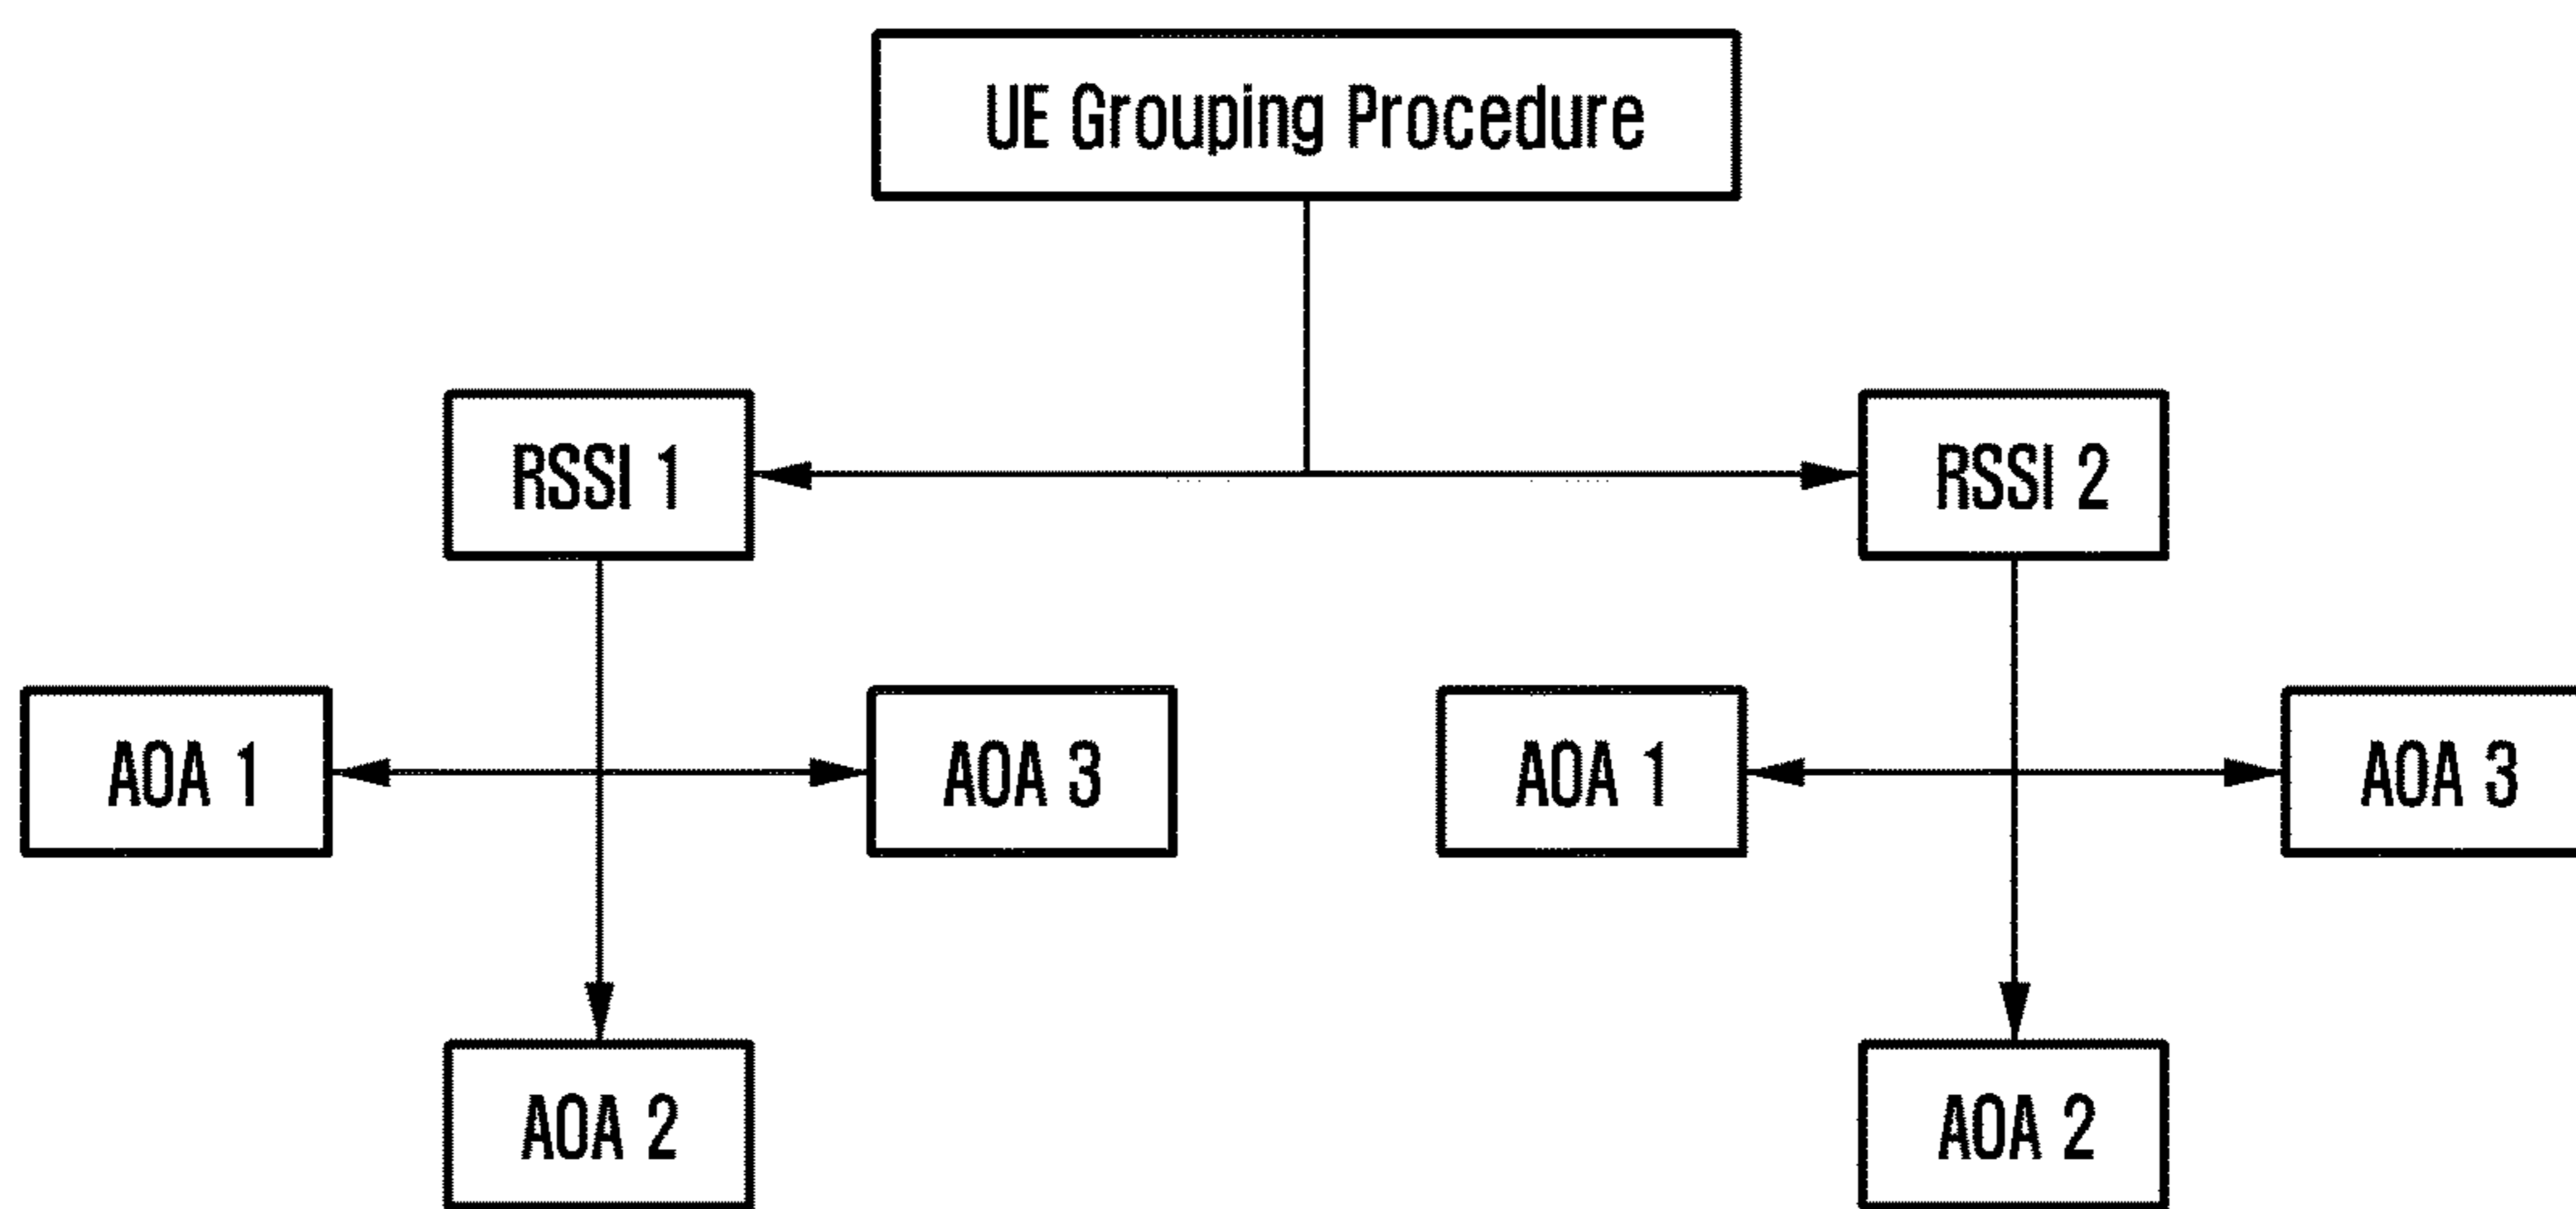 UE Grouping Procedure
RSSI 1
RSSI 2
AOA 1
AOA 3
AOA 1
AOA 3
AOA 2
AOA 2